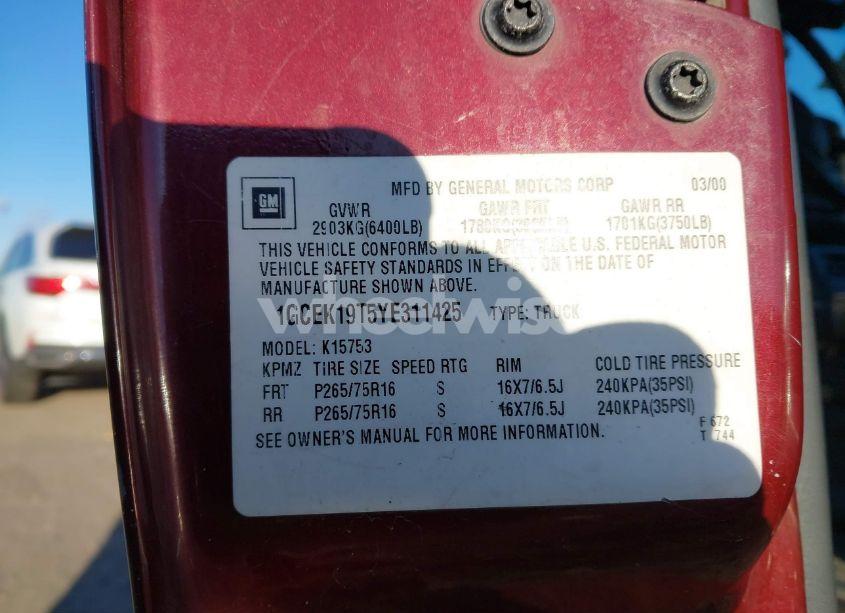 GM
MFD BY GENERAL MOTORS CORP 03/00
GVWR GAWR FRT GAWR RR
2903KG(6400LB) 1701KG(3750LB)
THIS VEHICLE CONFORMS TO ALL APPLICABLE U.S. FEDERAL MOTOR
VEHICLE SAFETY STANDARDS IN EFFECT ON THE DATE OF
MANUFACTURE SHOWN ABOVE.
1GCEK19T5YE311425 TYPE: TRUCK
wheelwise
MODEL: K15753
KPMZ TIRE SIZE SPEED RTG RIM COLD TIRE PRESSURE
FRT P265/75R16 S 16X7/6.5J 240KPA(35PSI)
RR P265/75R16 S 16X7/6.5J 240KPA(35PSI)
SEE OWNER'S MANUAL FOR MORE INFORMATION.
F 672
T 744